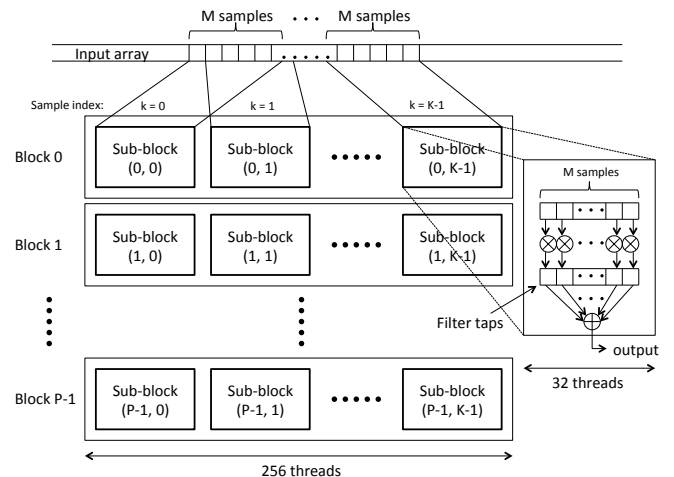 M samples • • • M samples
Input array
Sample index: k = 0 k = 1 k = K-1
Block 0
Sub-block
(0, 0)
Sub-block
(0, 1)
Sub-block
(0, K-1)
M samples
Block 1
Sub-block
(1, 0)
Sub-block
(1, 1)
Sub-block
(1, K-1)
Filter taps
output
32 threads
Block P-1
Sub-block
(P-1, 0)
Sub-block
(P-1, 1)
Sub-block
(P-1, K-1)
256 threads